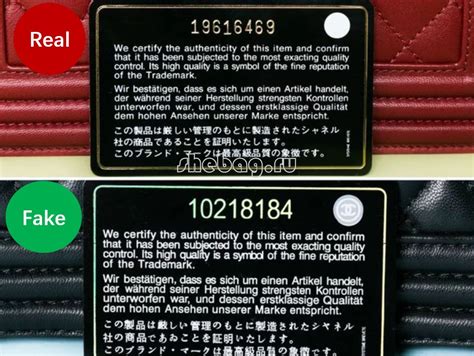 Real
19616469
We certify the authenticity of this item and confirm
that it has been subjected to the most exacting quality
control. Its high quality is a symbol of the fine reputation
of the Trademark.
Wir bestätigen, dass es sich um einen Artikel handelt,
der während seiner Herstellung strengsten Kontrollen
unterworfen war, und dessen erstklassige Qualität
dem hohen Ansehen unserer Marke entspricht.
この製品は厳しい管理のもとに製造されたシャネル
社の商品であることを証明いたします。
このブランド・マークは最高級品質の象徴です。
shebag.ru
Fake
10218184
We certify the authenticity of this item and confirm
that it has been subjected to the most exacting quality
control. Its high quality is a symbol of the fine reputation
of the Trademark.
Wir bestätigen, dass es sich um einen Artikel handelt,
der während seiner Herstellung strengsten Kontrollen
unterworfen war, und dessen erstklassige Qualität
dem hohen Ansehen unserer Marke entspricht.
この製品は厳しい管理のもとに製造されたシャネル
社の商品であることを証明いたします。
このブランド・マークは最高級品質の象徴です。